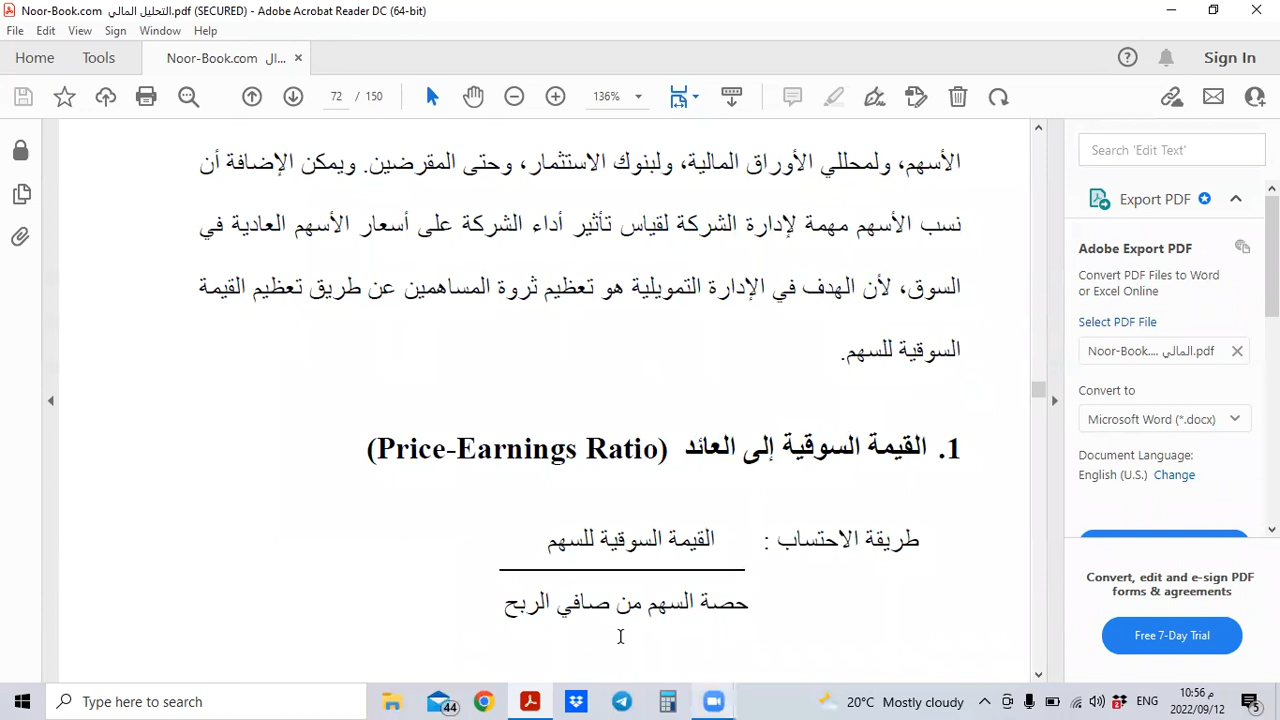 Noor-Book.com التحليل المالي.pdf (SECURED) - Adobe Acrobat Reader DC (64-bit)
File Edit View Sign Window Help
Home Tools Noor-Book.com ال... × Sign In
72 / 150 136%
الأسهم، ولمحللي الأوراق المالية، ولبنوك الاستثمار، وحتى المقرضين. ويمكن الإضافة أن
نسب الأسهم مهمة لإدارة الشركة لقياس تأثير أداء الشركة على أسعار الأسهم العادية في
السوق، لأن الهدف في الإدارة التمويلية هو تعظيم ثروة المساهمين عن طريق تعظيم القيمة
السوقية للسهم.
1. القيمة السوقية إلى العائد (Price-Earnings Ratio)
طريقة الاحتساب : القيمة السوقية للسهم
حصة السهم من صافي الربح
Search 'Edit Text'
Export PDF
Adobe Export PDF
Convert PDF Files to Word
or Excel Online
Select PDF File
Noor-Book.... المالي.pdf
Convert to
Microsoft Word (*.docx)
Document Language:
English (U.S.) Change
Convert, edit and e-sign PDF
forms & agreements
Free 7-Day Trial
Type here to search 44 20°C Mostly cloudy ENG م 10:56 5
2022/09/12